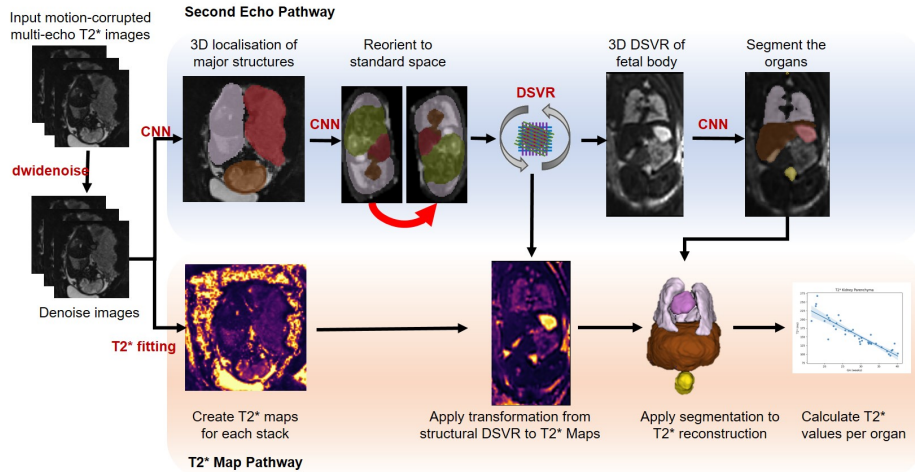 Second Echo Pathway
Input motion-corrupted
multi-echo T2* images
3D localisation of
major structures
Reorient to
standard space
3D DSVR of
fetal body
Segment the
organs
DSVR
CNN
CNN
CNN
dwidenoise
Denoise images
T2* fitting
T2* Kidney Parenchyma
Create T2* maps
for each stack
Apply transformation from
structural DSVR to T2* Maps
Apply segmentation to
T2* reconstruction
Calculate T2*
values per organ
T2* Map Pathway